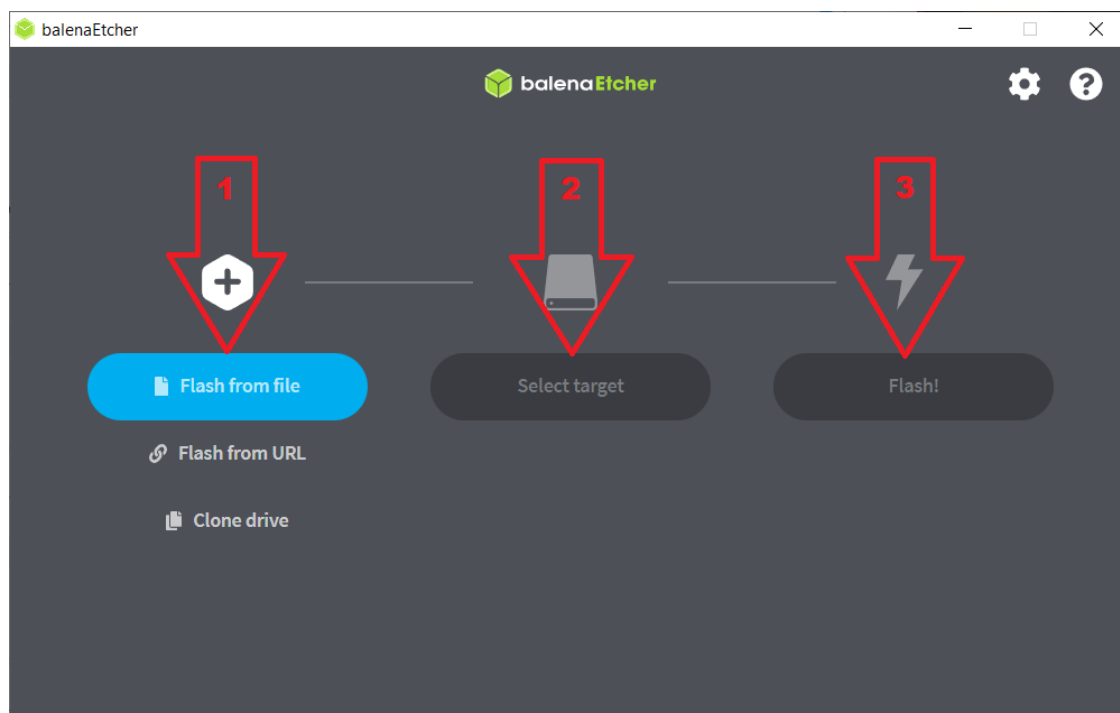 balenaEtcher
balenaEtcher
1
2
3
Flash from file
Select target
Flash!
Flash from URL
Clone drive